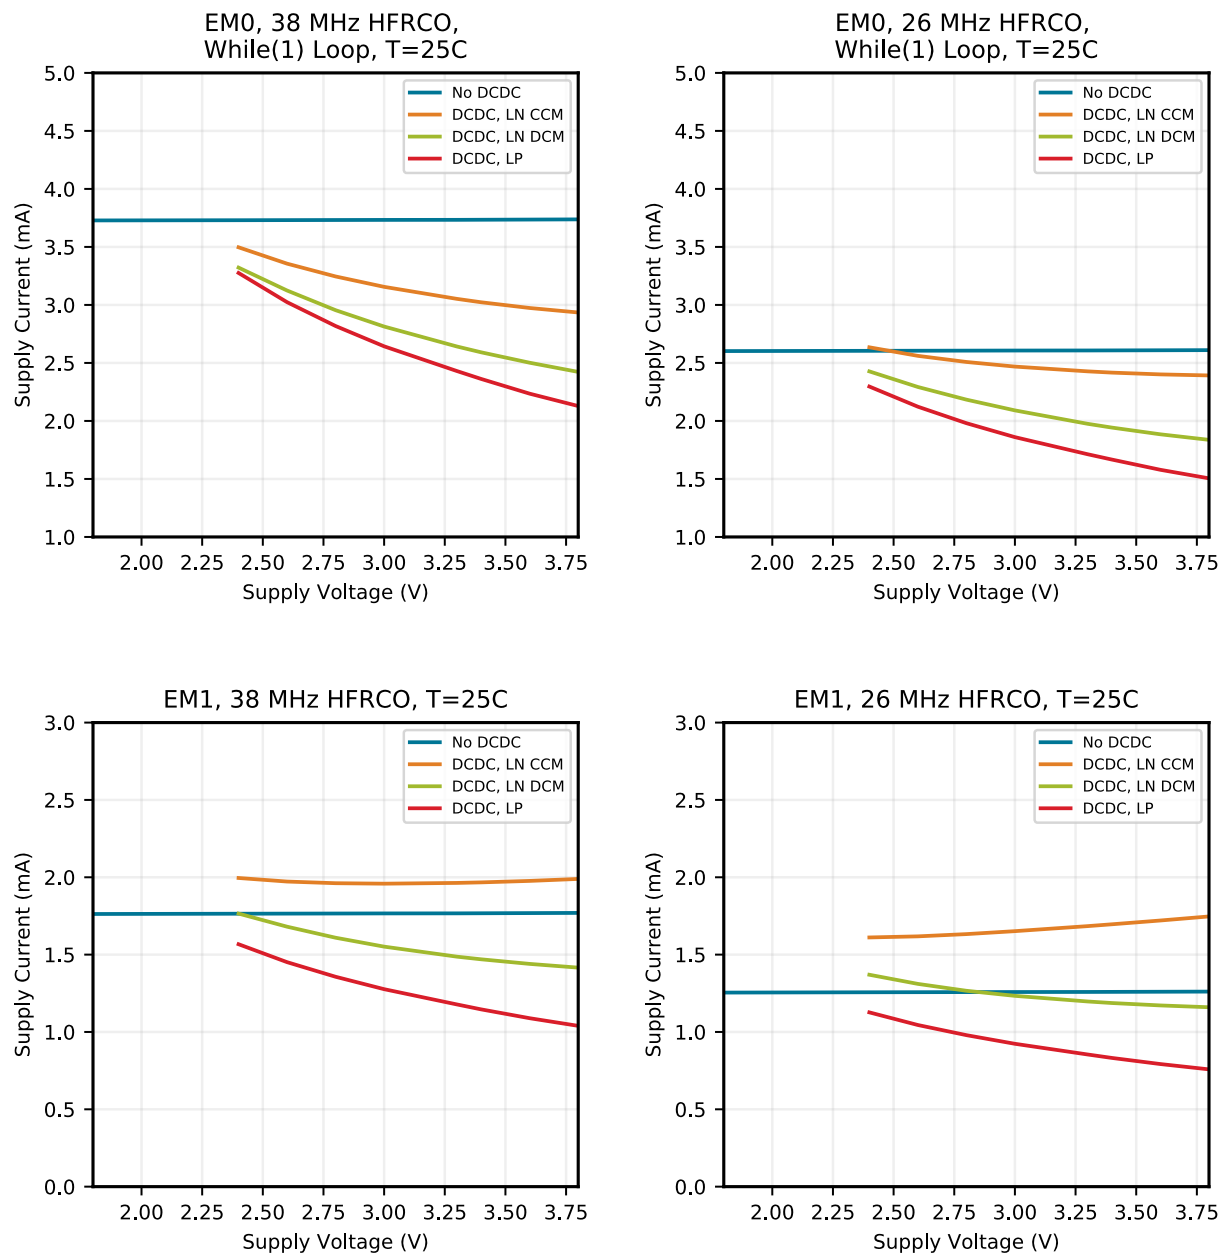 EM0, 38 MHz HFRCO,
While(1) Loop, T=25C
5.0
4.5
4.0
3.5
3.0
2.5
2.0
1.5
1.0
Supply Current (mA)
No DCDC
DCDC, LN CCM
DCDC, LN DCM
DCDC, LP
2.00 2.25 2.50 2.75 3.00 3.25 3.50 3.75
Supply Voltage (V)
EM0, 26 MHz HFRCO,
While(1) Loop, T=25C
5.0
4.5
4.0
3.5
3.0
2.5
2.0
1.5
1.0
Supply Current (mA)
No DCDC
DCDC, LN CCM
DCDC, LN DCM
DCDC, LP
2.00 2.25 2.50 2.75 3.00 3.25 3.50 3.75
Supply Voltage (V)
EM1, 38 MHz HFRCO, T=25C
3.0
2.5
2.0
1.5
1.0
0.5
0.0
Supply Current (mA)
No DCDC
DCDC, LN CCM
DCDC, LN DCM
DCDC, LP
2.00 2.25 2.50 2.75 3.00 3.25 3.50 3.75
Supply Voltage (V)
EM1, 26 MHz HFRCO, T=25C
3.0
2.5
2.0
1.5
1.0
0.5
0.0
Supply Current (mA)
No DCDC
DCDC, LN CCM
DCDC, LN DCM
DCDC, LP
2.00 2.25 2.50 2.75 3.00 3.25 3.50 3.75
Supply Voltage (V)